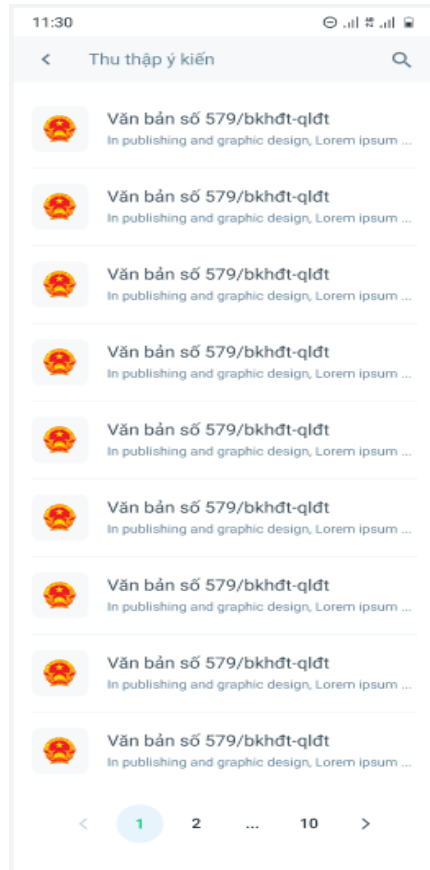 11:30
Thu thập ý kiến
Văn bản số 579/bkhđt-qlđt
In publishing and graphic design, Lorem ipsum ...
Văn bản số 579/bkhđt-qlđt
In publishing and graphic design, Lorem ipsum ...
Văn bản số 579/bkhđt-qlđt
In publishing and graphic design, Lorem ipsum ...
Văn bản số 579/bkhđt-qlđt
In publishing and graphic design, Lorem ipsum ...
Văn bản số 579/bkhđt-qlđt
In publishing and graphic design, Lorem ipsum ...
Văn bản số 579/bkhđt-qlđt
In publishing and graphic design, Lorem ipsum ...
Văn bản số 579/bkhđt-qlđt
In publishing and graphic design, Lorem ipsum ...
Văn bản số 579/bkhđt-qlđt
In publishing and graphic design, Lorem ipsum ...
Văn bản số 579/bkhđt-qlđt
In publishing and graphic design, Lorem ipsum ...
< 1 2 ... 10 >